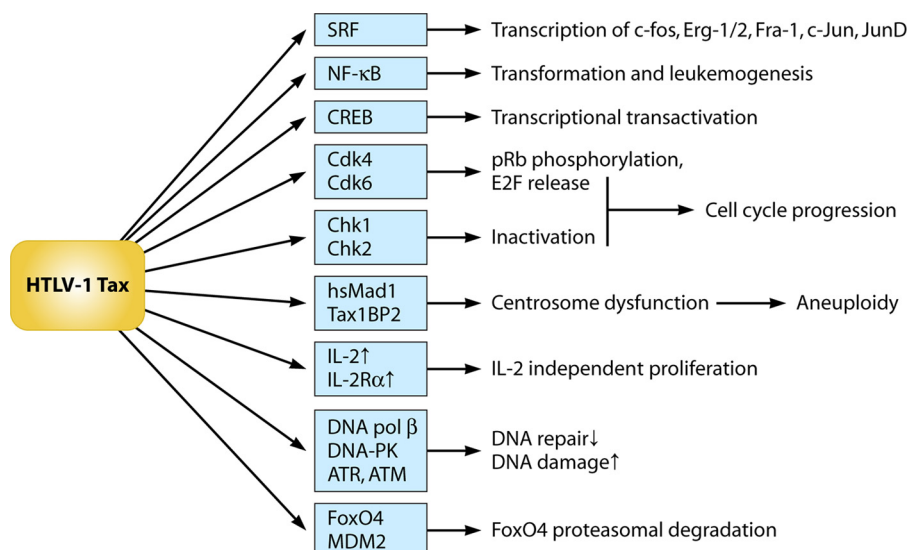 SRF
Transcription of c-fos, Erg-1/2, Fra-1, c-Jun, JunD
NF-κB
Transformation and leukemogenesis
CREB
Transcriptional transactivation
Cdk4
Cdk6
pRb phosphorylation,
E2F release
Cell cycle progression
Chk1
Chk2
Inactivation
HTLV-1 Tax
hsMad1
Tax1BP2
Centrosome dysfunction
Aneuploidy
IL-2↑
IL-2Rα↑
IL-2 independent proliferation
DNA pol β
DNA-PK
ATR, ATM
DNA repair↓
DNA damage↑
FoxO4
MDM2
FoxO4 proteasomal degradation